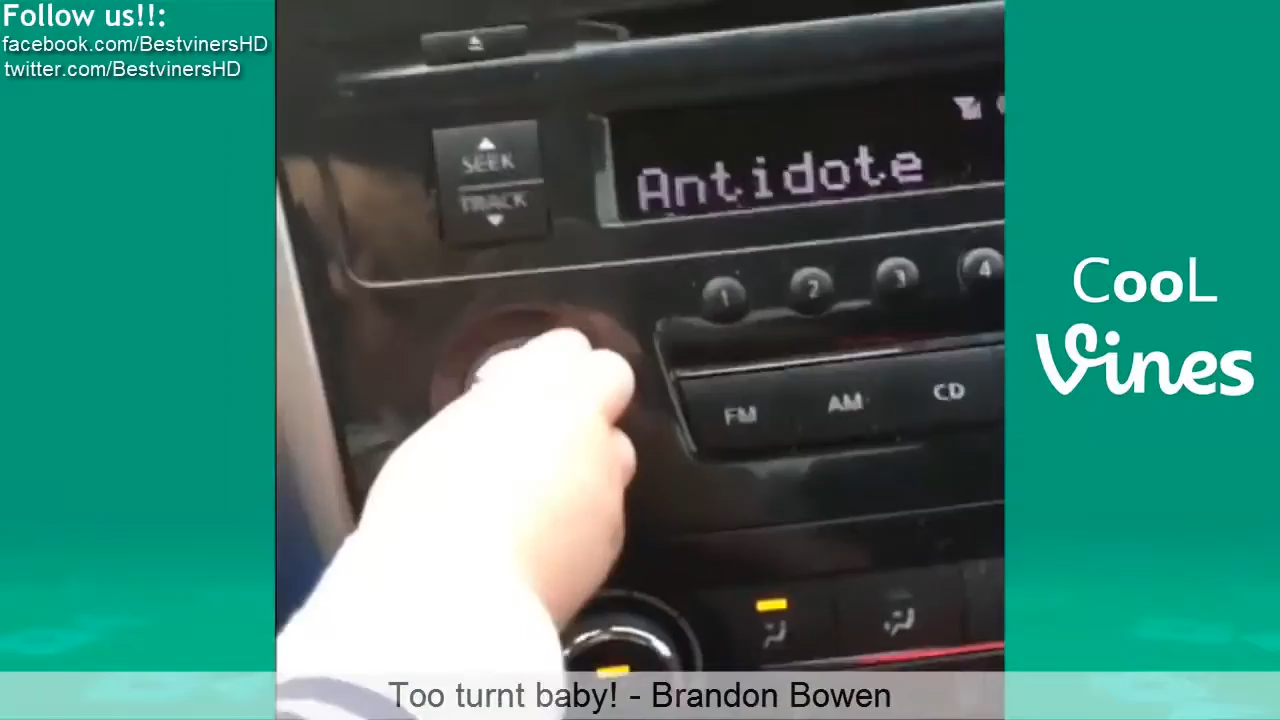 Follow us!!:
facebook.com/BestvinersHD
twitter.com/BestvinersHD
SEEK
TRACK
Antidote
1 2 3 4
FM AM CD
CooL
Vines
Too turnt baby! - Brandon Bowen